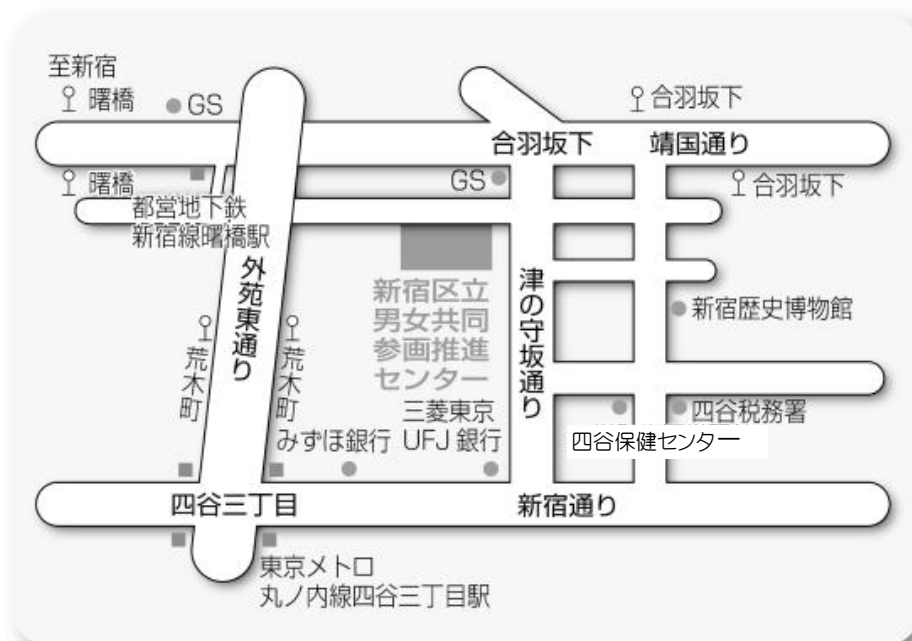 至新宿
曙橋
GS
合羽坂下
合羽坂下
靖国通り
曙橋
GS
合羽坂下
都営地下鉄
新宿線曙橋駅
外苑東通り
新宿区立
男女共同
参画推進
センター
津の守坂通り
新宿歴史博物館
荒木町
荒木町
三菱東京
UFJ 銀行
みずほ銀行
四谷税務署
四谷保健センター
四谷三丁目
新宿通り
東京メトロ
丸ノ内線四谷三丁目駅